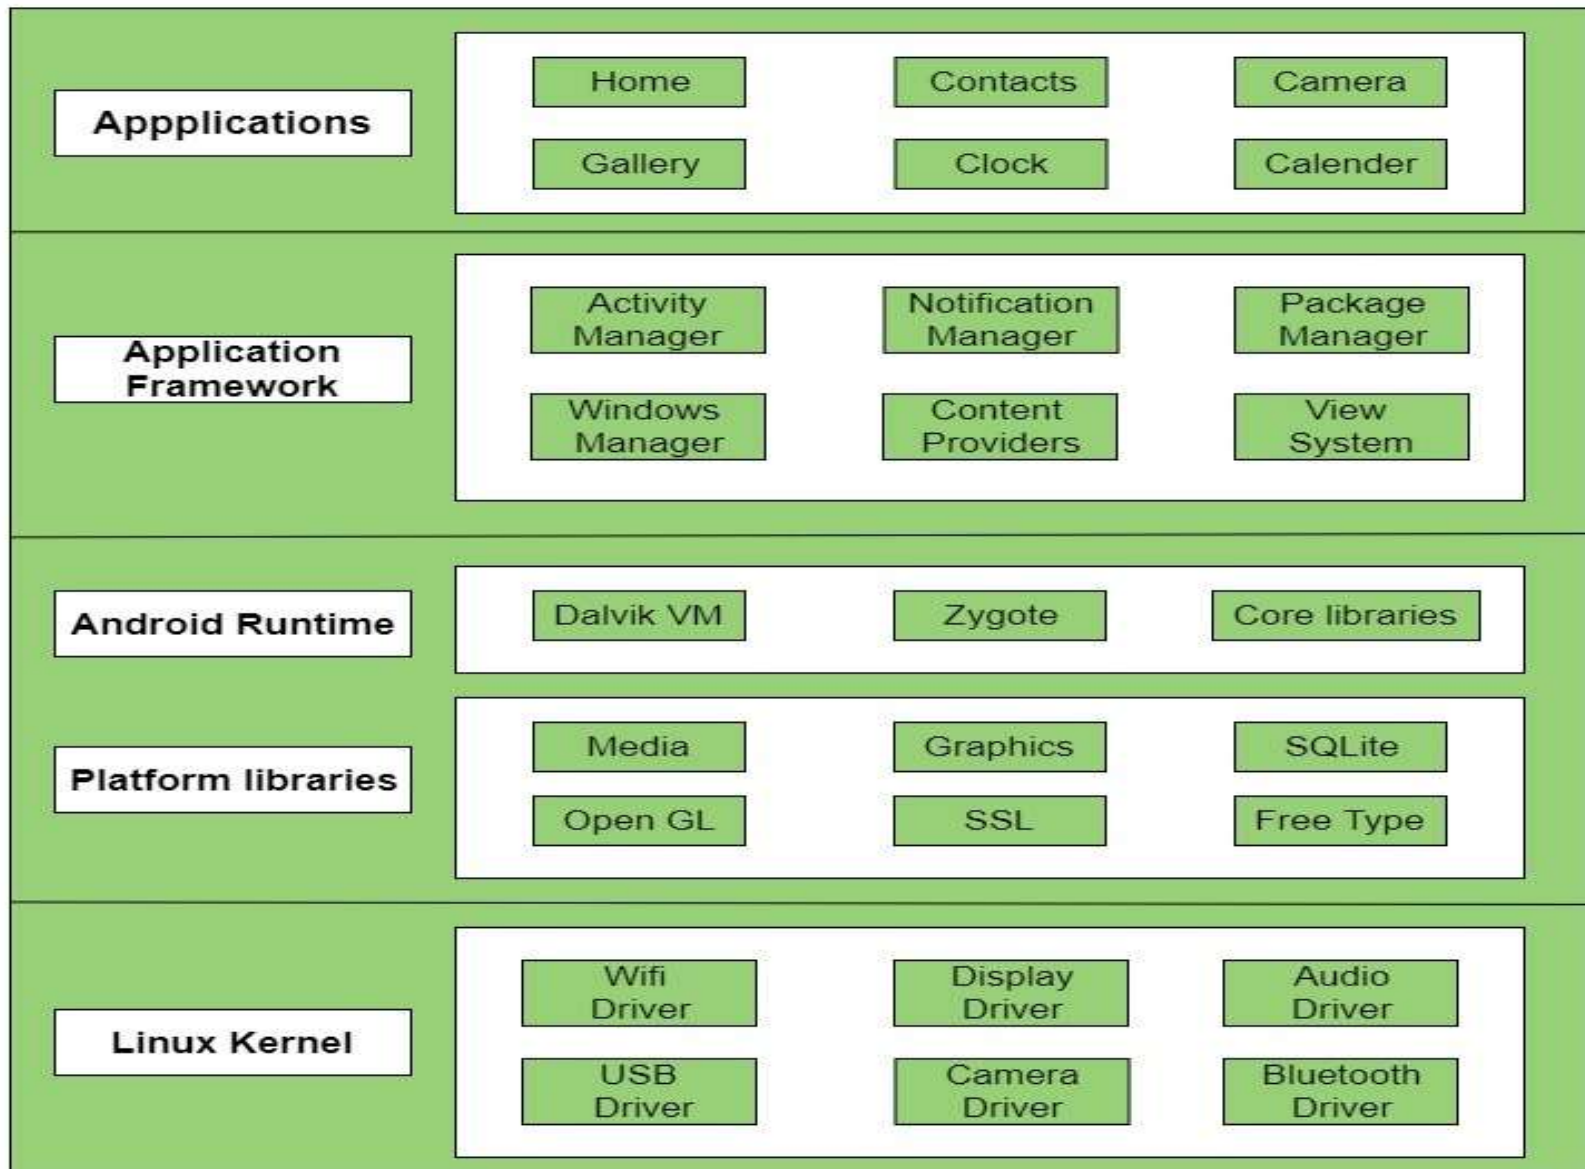 Appplications
Home
Contacts
Camera
Gallery
Clock
Calender
Application
Framework
Activity
Manager
Notification
Manager
Package
Manager
Windows
Manager
Content
Providers
View
System
Android Runtime
Dalvik VM
Zygote
Core libraries
Platform libraries
Media
Graphics
SQLite
Open GL
SSL
Free Type
Linux Kernel
Wifi
Driver
Display
Driver
Audio
Driver
USB
Driver
Camera
Driver
Bluetooth
Driver